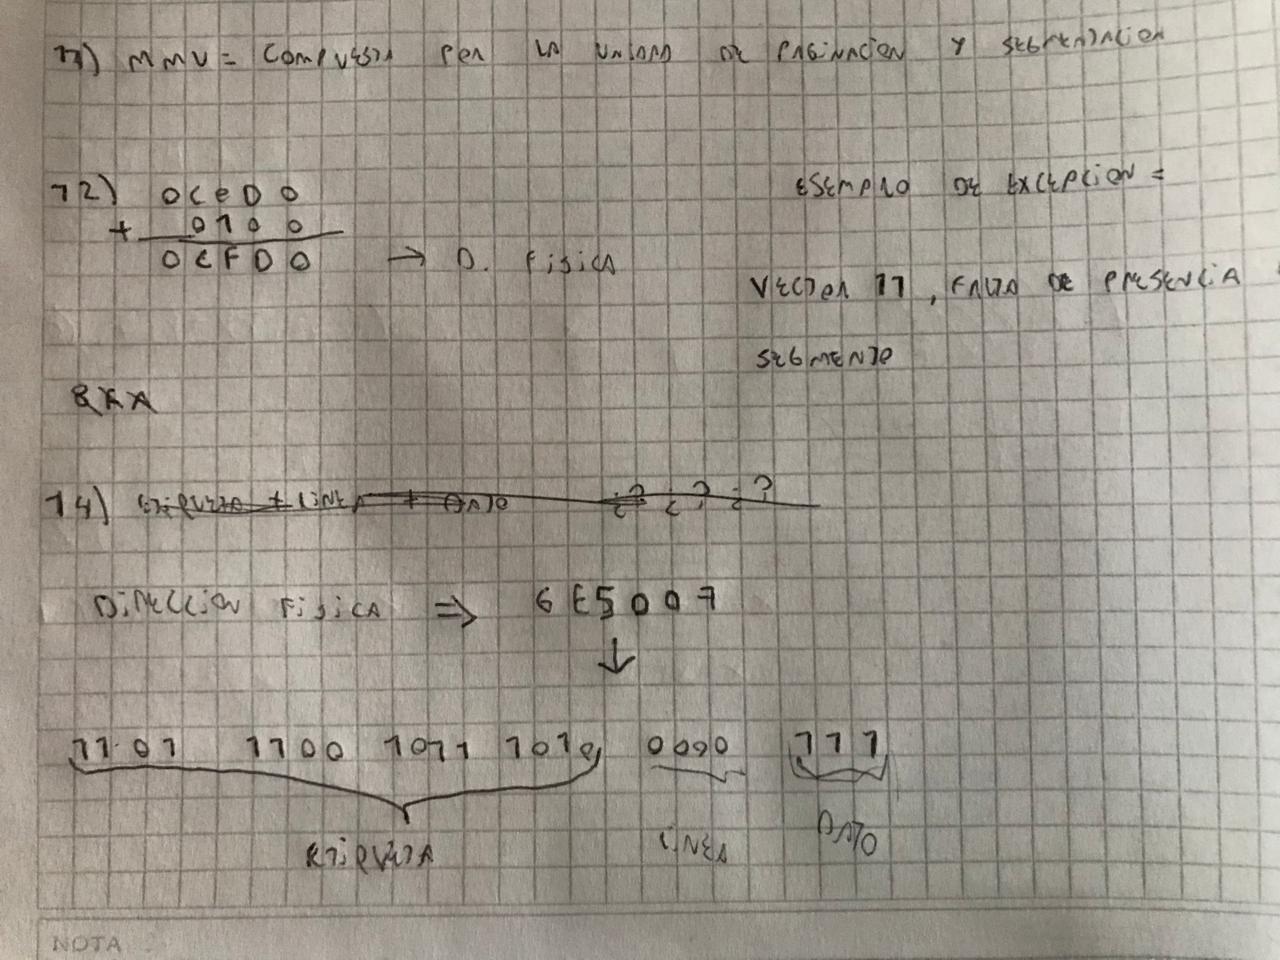 11) MMU = COMPUESTA POR LA UNIDAD DE PAGINACION Y SEGMENTACION
12) 0CED0
+ 0100
0CFD0 → D. FISICA
EJEMPLO DE EXCEPCION =
VECTOR 11, FALTA DE PRESENCIA
SEGMENTO
14) ETIQUETA + LINEA + DATO
DIRECCION FISICA ⇒ 6E5007
↓
1101 1100 1011 1010 0000 111
ETIQUETA LINEA DATO
NOTA